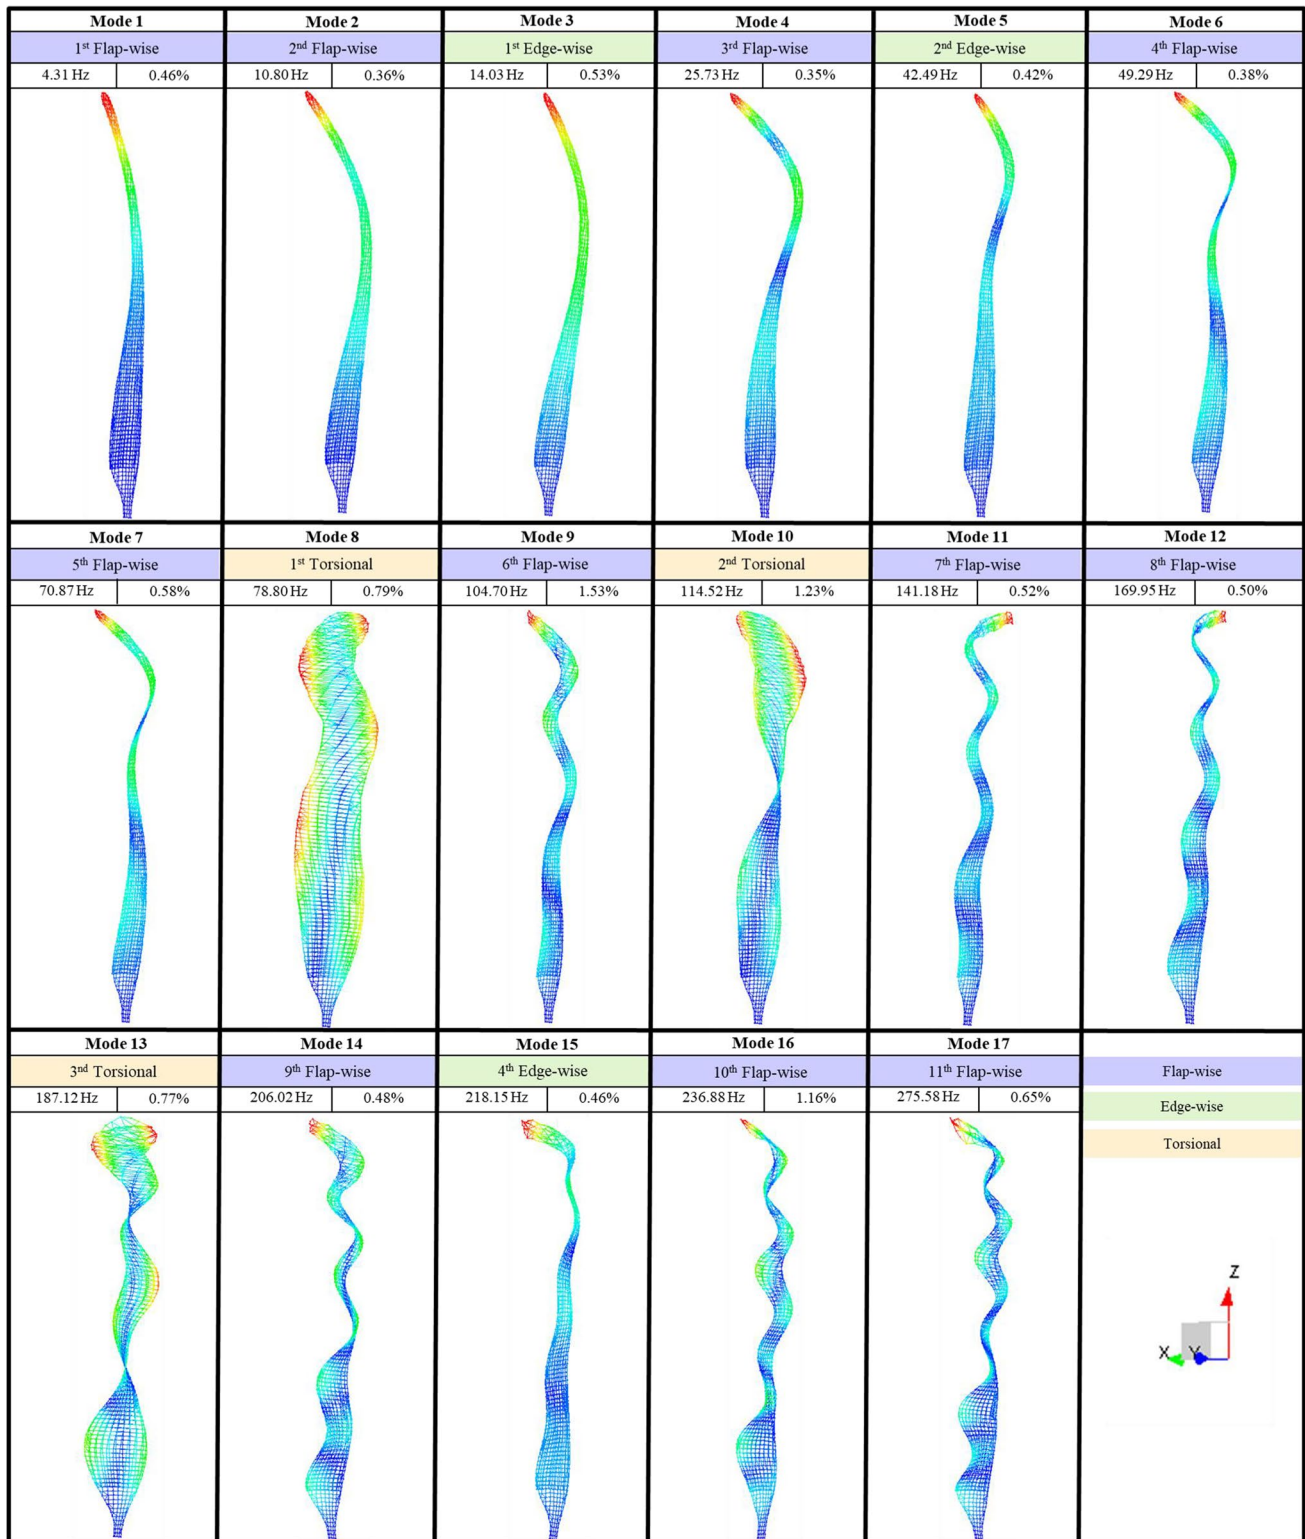 Mode 1 Mode 2 Mode 3 Mode 4 Mode 5 Mode 6
1st Flap-wise 2nd Flap-wise 1st Edge-wise 3rd Flap-wise 2nd Edge-wise 4th Flap-wise
4.31 Hz 0.46% 10.80 Hz 0.36% 14.03 Hz 0.53% 25.73 Hz 0.35% 42.49 Hz 0.42% 49.29 Hz 0.38%
Mode 7 Mode 8 Mode 9 Mode 10 Mode 11 Mode 12
5th Flap-wise 1st Torsional 6th Flap-wise 2nd Torsional 7th Flap-wise 8th Flap-wise
70.87 Hz 0.58% 78.80 Hz 0.79% 104.70 Hz 1.53% 114.52 Hz 1.23% 141.18 Hz 0.52% 169.95 Hz 0.50%
Mode 13 Mode 14 Mode 15 Mode 16 Mode 17
3nd Torsional 9th Flap-wise 4th Edge-wise 10th Flap-wise 11th Flap-wise Flap-wise
187.12 Hz 0.77% 206.02 Hz 0.48% 218.15 Hz 0.46% 236.88 Hz 1.16% 275.58 Hz 0.65% Edge-wise
Torsional
Z
X Y